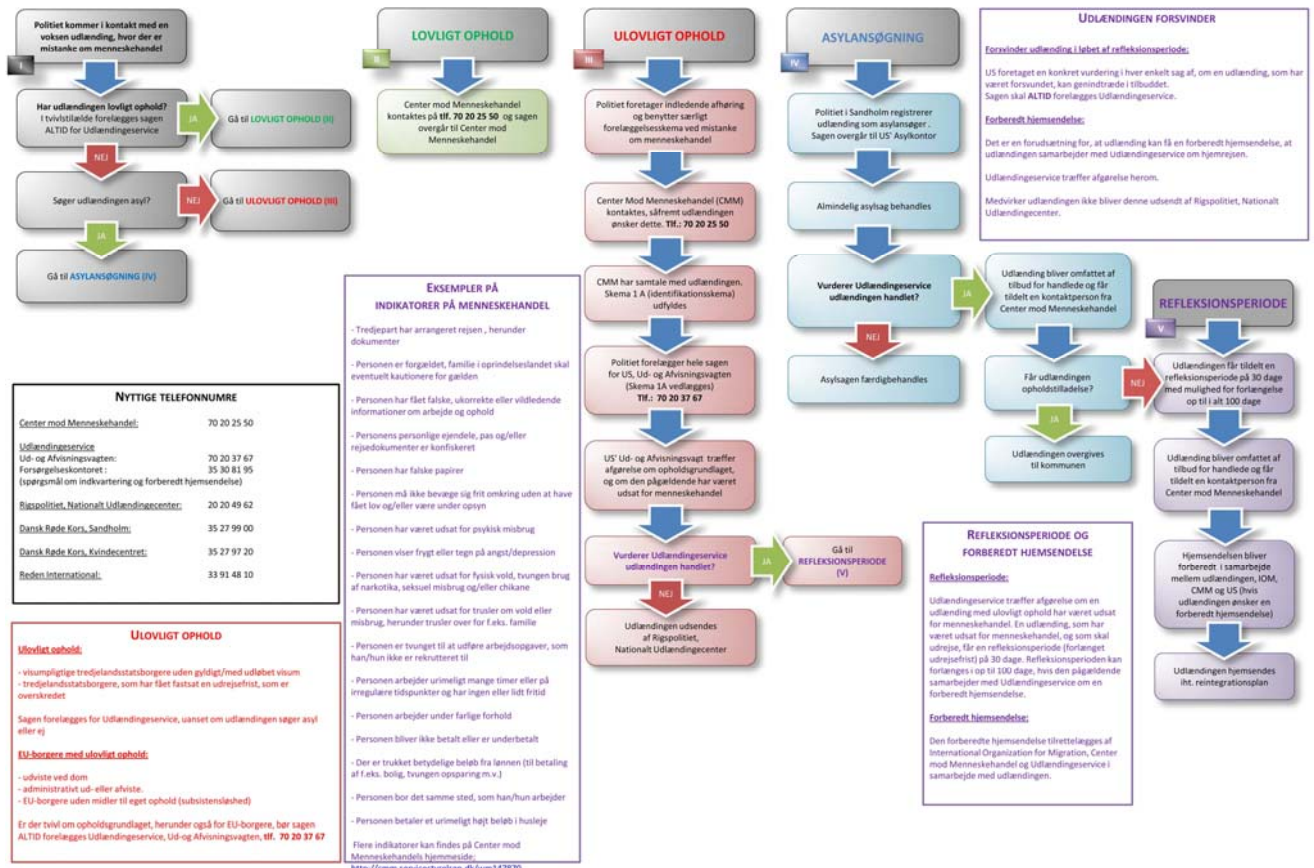 Politiet kommer i kontakt med en
voksen udlænding, hvor der er
mistanke om menneskehandel
I
Har udlændingen lovligt ophold?
I tvivlstilælde forelægges sagen
ALTID for Udlændingeservice
JA
Gå til LOVLIGT OPHOLD (II)
NEJ
Søger udlændingen asyl?
NEJ
Gå til ULOVLIGT OPHOLD (III)
JA
Gå til ASYLANSØGNING (IV)
LOVLIGT OPHOLD
II
Center mod Menneskehandel
kontaktes på tlf. 70 20 25 50 og sagen
overgår til Center mod
Menneskehandel
ULOVLIGT OPHOLD
III
Politiet foretager indledende afhøring
og benytter særligt
forelæggelsesskema ved mistanke
om menneskehandel
Center Mod Menneskehandel (CMM)
kontaktes, såfremt udlændingen
ønsker dette. Tlf.: 70 20 25 50
CMM har samtale med udlændingen.
Skema 1 A (identifikationsskema)
udfyldes
Politiet forelægger hele sagen
for US, Ud- og Afvisningsvagten
(Skema 1A vedlægges)
Tlf.: 70 20 37 67
US' Ud- og Afvisningsvagt træffer
afgørelse om opholdsgrundlaget,
og om den pågældende har været
udsat for menneskehandel
Vurderer Udlændingeservice
udlændingen handlet?
JA
Gå til
REFLEKSIONSPERIODE
(V)
NEJ
Udlændingen udsendes
af Rigspolitiet,
Nationalt Udlændingecenter
ASYLANSØGNING
IV
Politiet i Sandholm registrerer
udlænding som asylansøger .
Sagen overgår til US' Asylkontor
Almindelig asylsag behandles
Vurderer Udlændingeservice
udlændingen handlet?
JA
NEJ
Asylsagen færdigbehandles
Udlænding bliver omfattet af
tilbud for handlede og får
tildelt en kontaktperson fra
Center mod Menneskehandel
Får udlændingen
opholdstilladelse?
NEJ
JA
Udlændingen overgives
til kommunen
REFLEKSIONSPERIODE
V
Udlændingen får tildelt en
refleksionsperiode på 30 dage
med mulighed for forlængelse
op til i alt 100 dage
Udlænding bliver omfattet af
tilbud for handlede og får
tildelt en kontaktperson fra
Center mod Menneskehandel
Hjemsendelsen bliver
forberedt i samarbejde
mellem udlændingen, IOM,
CMM og US (hvis
udlændingen ønsker en
forberedt hjemsendelse)
Udlændingen hjemsendes
iht. reintegrationsplan
UDLÆNDINGEN FORSVINDER
Forsvinder udlænding i løbet af refleksionsperiode:
US foretaget en konkret vurdering i hver enkelt sag af, om en udlænding, som har
været forsvundet, kan genindtræde i tilbuddet.
Sagen skal ALTID forelægges Udlændingeservice.
Forberedt hjemsendelse:
Det er en forudsætning for, at udlænding kan få en forberedt hjemsendelse, at
udlændingen samarbejder med Udlændingeservice om hjemrejsen.
Udlændingeservice træffer afgørelse herom.
Medvirker udlændingen ikke bliver denne udsendt af Rigspolitiet, Nationalt
Udlændingecenter.
NYTTIGE TELEFONNUMRE
Center mod Menneskehandel: 70 20 25 50
Udlændingeservice
Ud- og Afvisningsvagten: 70 20 37 67
Forsørgelseskontoret : 35 30 81 95
(spørgsmål om indkvartering og forberedt hjemsendelse)
Rigspolitiet, Nationalt Udlændingecenter: 20 20 49 62
Dansk Røde Kors, Sandholm: 35 27 99 00
Dansk Røde Kors, Kvindecentret: 35 27 97 20
Reden International: 33 91 48 10
ULOVLIGT OPHOLD
Ulovligt ophold:
- visumpligtige tredjelandsstatsborgere uden gyldigt/med udløbet visum
- tredjelandsstatsborgere, som har fået fastsat en udrejsefrist, som er
overskredet
Sagen forelægges for Udlændingeservice, uanset om udlændingen søger asyl
eller ej
EU-borgere med ulovligt ophold:
- udviste ved dom
- administrativt ud- eller afviste.
- EU-borgere uden midler til eget ophold (subsistensløshed)
Er der tvivl om opholdsgrundlaget, herunder også for EU-borgere, bør sagen
ALTID forelægges Udlændingeservice, Ud-og Afvisningsvagten, tlf. 70 20 37 67
EKSEMPLER PÅ
INDIKATORER PÅ MENNESKEHANDEL
- Tredjepart har arrangeret rejsen , herunder
dokumenter
- Personen er forgældet, familie i oprindelseslandet skal
eventuelt kautionere for gælden
- Personen har fået falske, ukorrekte eller vildledende
informationer om arbejde og ophold
- Personens personlige ejendele, pas og/eller
rejsedokumenter er konfiskeret
- Personen har falske papirer
- Personen må ikke bevæge sig frit omkring uden at have
fået lov og/eller være under opsyn
- Personen har været udsat for psykisk misbrug
- Personen viser frygt eller tegn på angst/depression
- Personen har været udsat for fysisk vold, tvungen brug
af narkotika, seksuel misbrug og/eller chikane
- Personen har været udsat for trusler om vold eller
misbrug, herunder trusler over for f.eks. familie
- Personen er tvunget til at udføre arbejdsopgaver, som
han/hun ikke er rekrutteret til
- Personen arbejder urimeligt mange timer eller på
irregulære tidspunkter og har ingen eller lidt fritid
- Personen arbejder under farlige forhold
- Personen bliver ikke betalt eller er underbetalt
- Der er trukket betydelige beløb fra lønnen (til betaling
af f.eks. bolig, tvungen opsparing m.v.)
- Personen bor det samme sted, som han/hun arbejder
- Personen betaler et urimeligt højt beløb i husleje
Flere indikatorer kan findes på Center mod
Menneskehandels hjemmeside:
REFLEKSIONSPERIODE OG
FORBEREDT HJEMSENDELSE
Refleksionsperiode:
Udlændingeservice træffer afgørelse om en
udlænding med ulovligt ophold har været udsat
for menneskehandel. En udlænding, som har
været udsat for menneskehandel, og som skal
udrejse, får en refleksionsperiode (forlænget
udrejsefrist) på 30 dage. Refleksionsperioden kan
forlænges i op til 100 dage, hvis den pågældende
samarbejder med Udlændingeservice om en
forberedt hjemsendelse.
Forberedt hjemsendelse:
Den forberedte hjemsendelse tilrettelægges af
International Organization for Migration, Center
mod Menneskehandel og Udlændingeservice i
samarbejde med udlændingen.